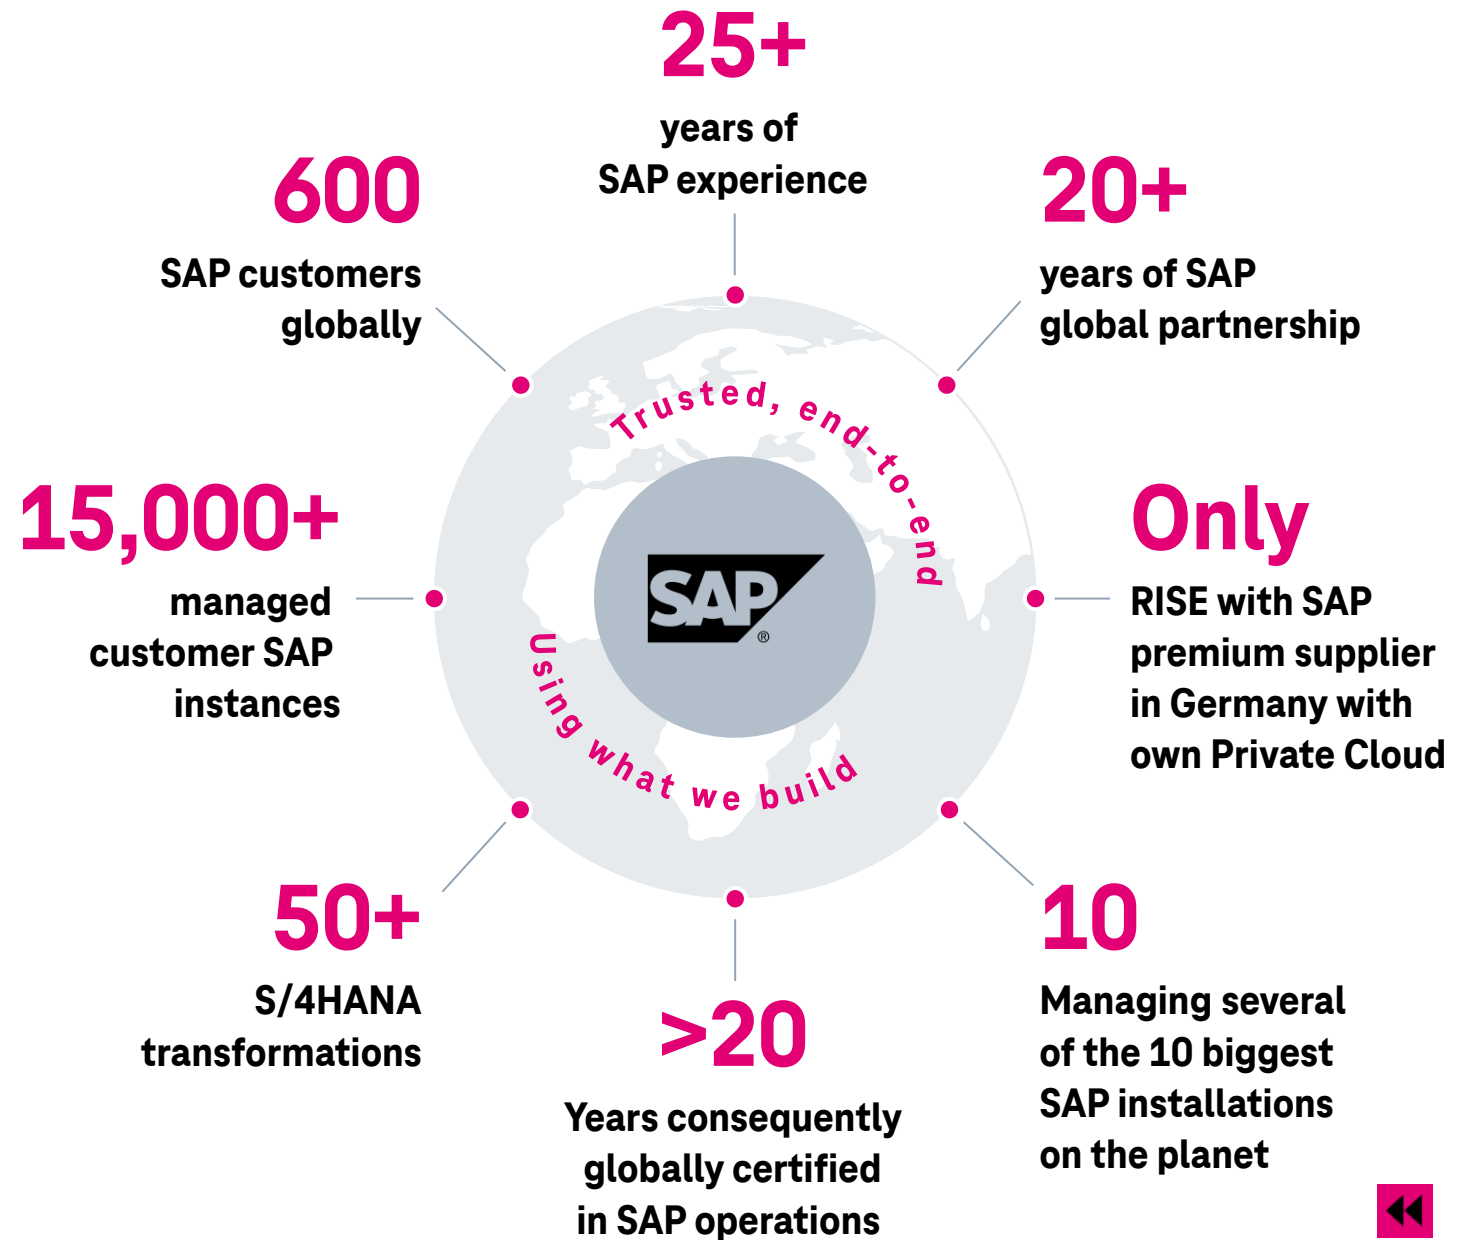 25+
years of
SAP experience
20+
years of SAP
global partnership
Only
RISE with SAP
premium supplier
in Germany with
own Private Cloud
10
Managing several
of the 10 biggest
SAP installations
on the planet
>20
Years consequently
globally certified
in SAP operations
50+
S/4HANA
transformations
15,000+
managed
customer SAP
instances
600
SAP customers
globally
Trusted, end-to-end
SAP®
Using what we build